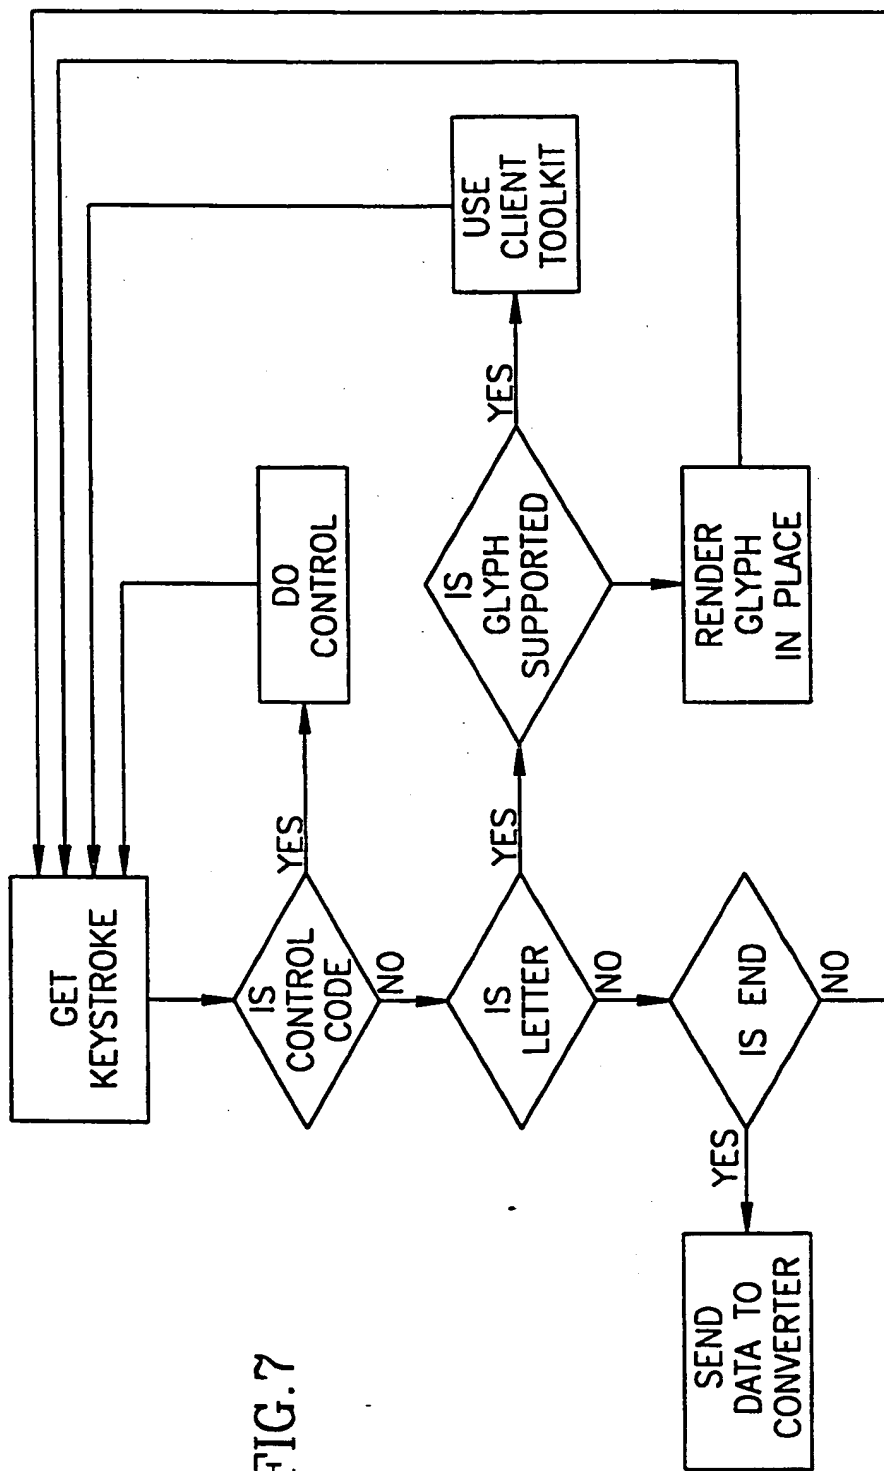 GET
KEYSTROKE
IS
CONTROL
CODE
YES
DO
CONTROL
NO
IS
LETTER
YES
IS
GLYPH
SUPPORTED
YES
USE
CLIENT
TOOLKIT
RENDER
GLYPH
IN PLACE
NO
IS END
NO
YES
SEND
DATA TO
CONVERTER
FIG. 7